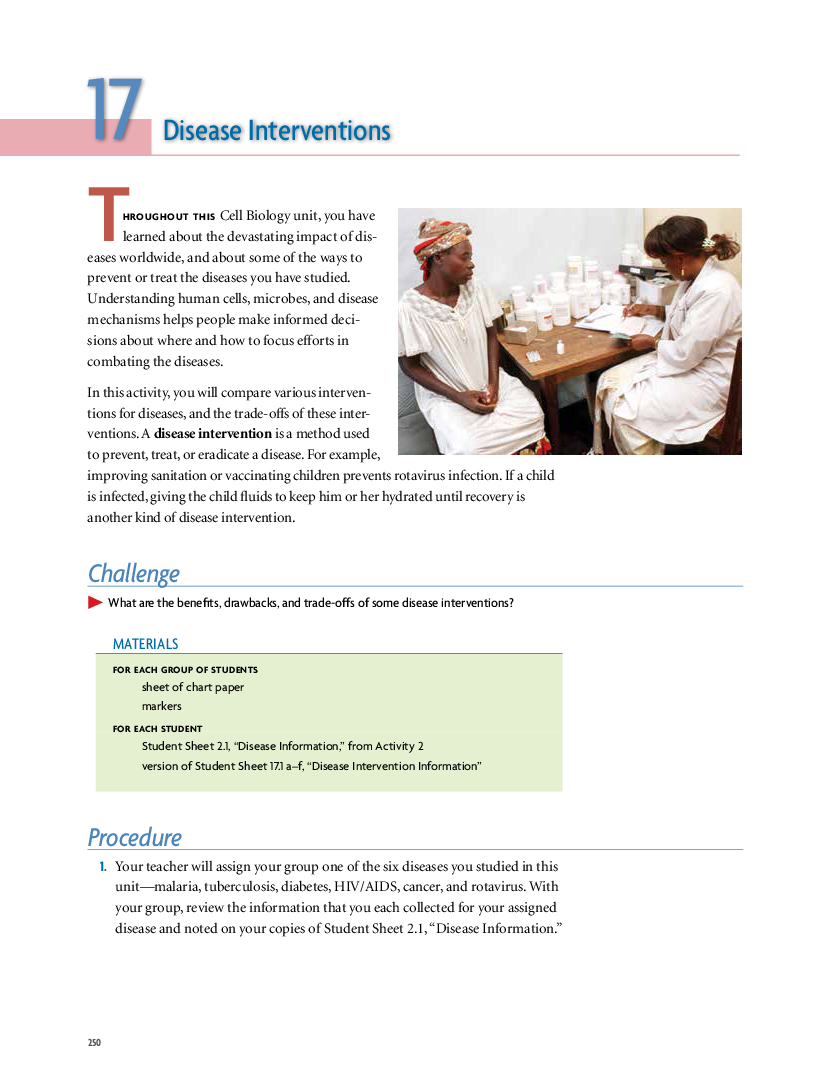 17
Disease Interventions
THROUGHOUT THIS Cell Biology unit, you have
learned about the devastating impact of dis-
eases worldwide, and about some of the ways to
prevent or treat the diseases you have studied.
Understanding human cells, microbes, and disease
mechanisms helps people make informed deci-
sions about where and how to focus efforts in
combating the diseases.
In this activity, you will compare various interven-
tions for diseases, and the trade-offs of these inter-
ventions. A disease intervention is a method used
to prevent, treat, or eradicate a disease. For example,
improving sanitation or vaccinating children prevents rotavirus infection. If a child
is infected, giving the child fluids to keep him or her hydrated until recovery is
another kind of disease intervention.
Challenge
What are the benefits, drawbacks, and trade-offs of some disease interventions?
MATERIALS
FOR EACH GROUP OF STUDENTS
sheet of chart paper
markers
FOR EACH STUDENT
Student Sheet 2.1, “Disease Information,” from Activity 2
version of Student Sheet 17.1 a–f, “Disease Intervention Information”
Procedure
1. Your teacher will assign your group one of the six diseases you studied in this
unit—malaria, tuberculosis, diabetes, HIV/AIDS, cancer, and rotavirus. With
your group, review the information that you each collected for your assigned
disease and noted on your copies of Student Sheet 2.1, “Disease Information.”
250